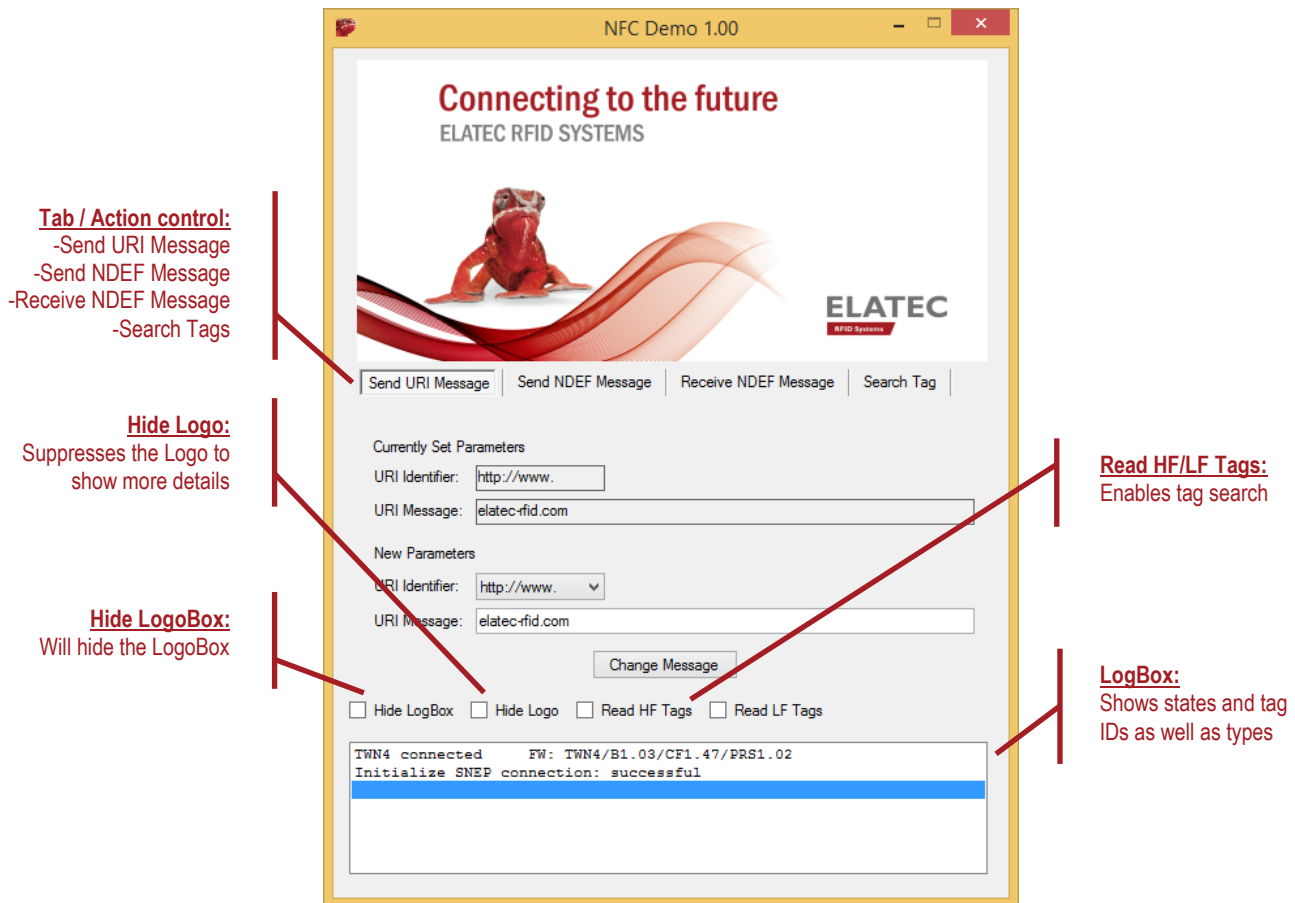 NFC Demo 1.00
Connecting to the future
ELATEC RFID SYSTEMS
ELATEC
RFID Systems
Tab / Action control:
-Send URI Message
-Send NDEF Message
-Receive NDEF Message
-Search Tags
Send URI Message Send NDEF Message Receive NDEF Message Search Tag
Hide Logo:
Suppresses the Logo to
show more details
Currently Set Parameters
URI Identifier: http://www.
URI Message: elatec-rfid.com
Read HF/LF Tags:
Enables tag search
New Parameters
URI Identifier: http://www.
URI Message: elatec-rfid.com
Hide LogoBox:
Will hide the LogoBox
Change Message
Hide LogBox Hide Logo Read HF Tags Read LF Tags
LogBox:
Shows states and tag
IDs as well as types
TWN4 connected FW: TWN4/B1.03/CF1.47/PRS1.02
Initialize SNEP connection: successful